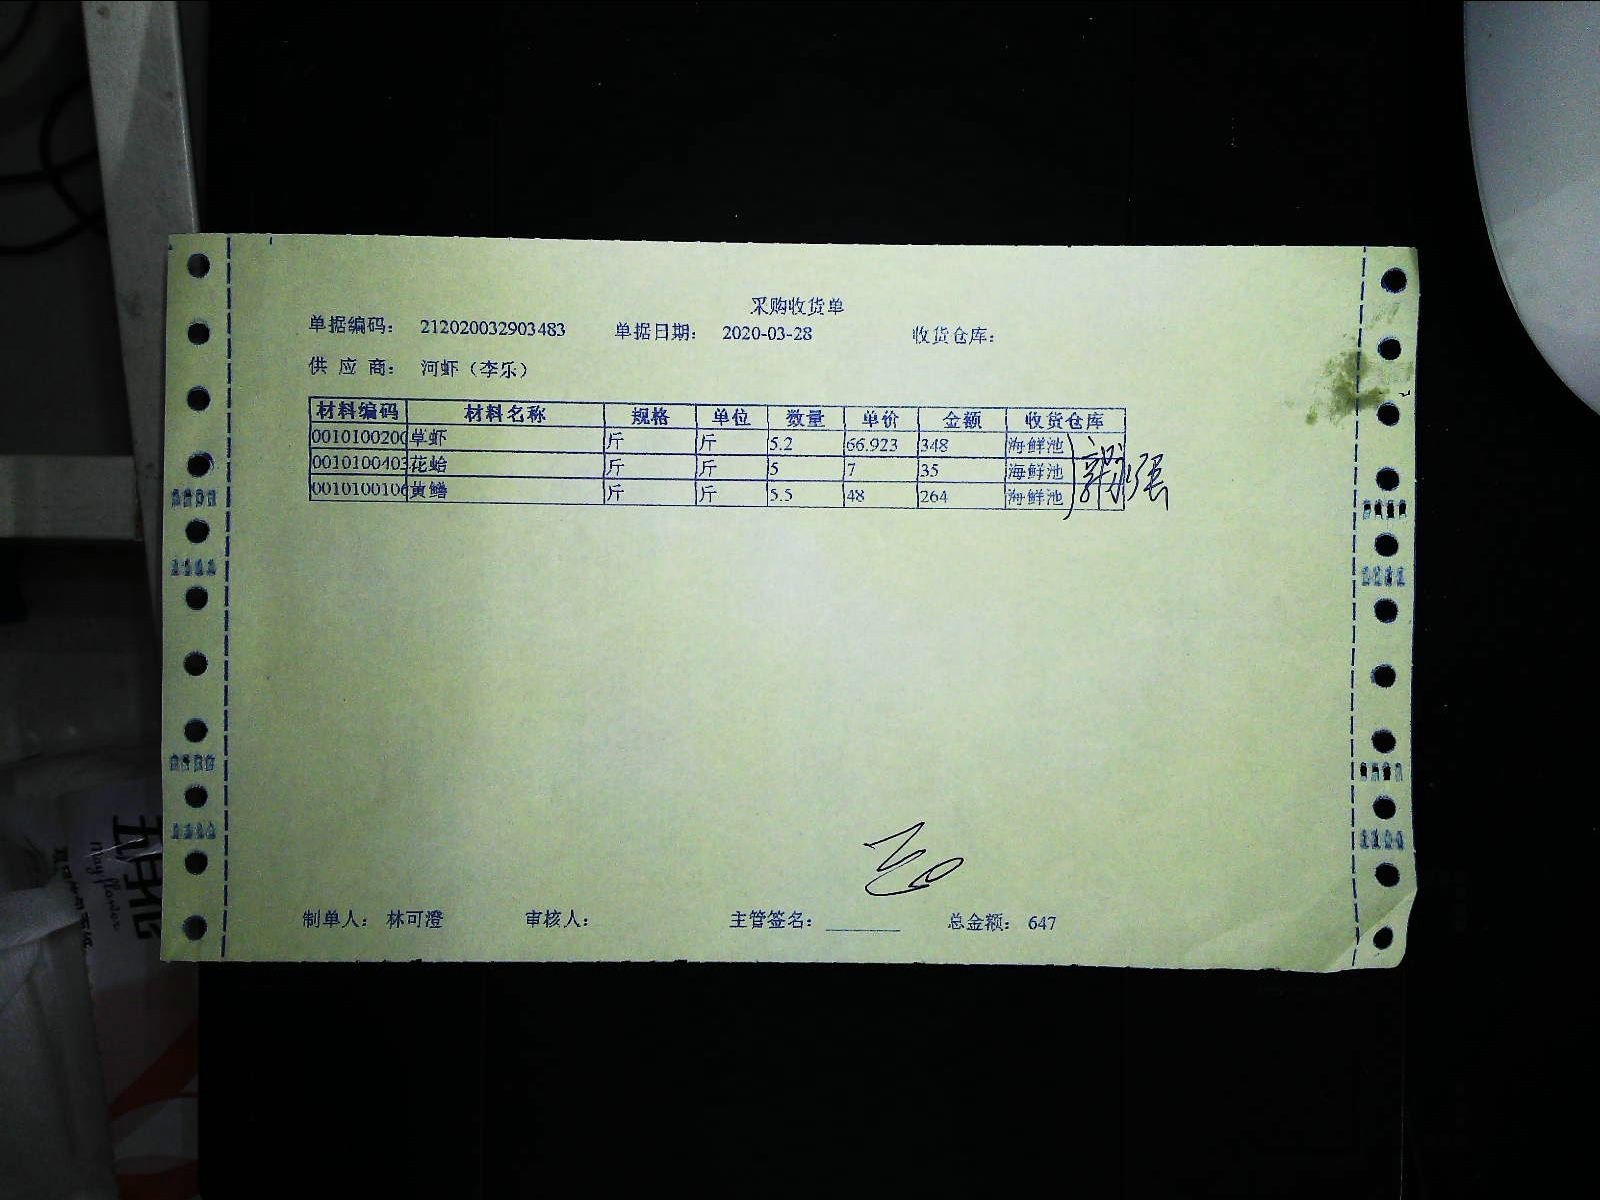 采购收货单
单据编码： 212020032903483 单据日期： 2020-03-28 收货仓库：
供 应 商： 河虾（李乐）
材料编码 材料名称 规格 单位 数量 单价 金额 收货仓库
0010100200 草虾 斤 斤 5.2 66.923 348 海鲜池
0010100403 花蛤 斤 斤 5 7 35 海鲜池
0010100106 黄鳝 斤 斤 5.5 48 264 海鲜池
制单人： 林可澄 审核人： 主管签名： 总金额： 647
五月花
Mayflower